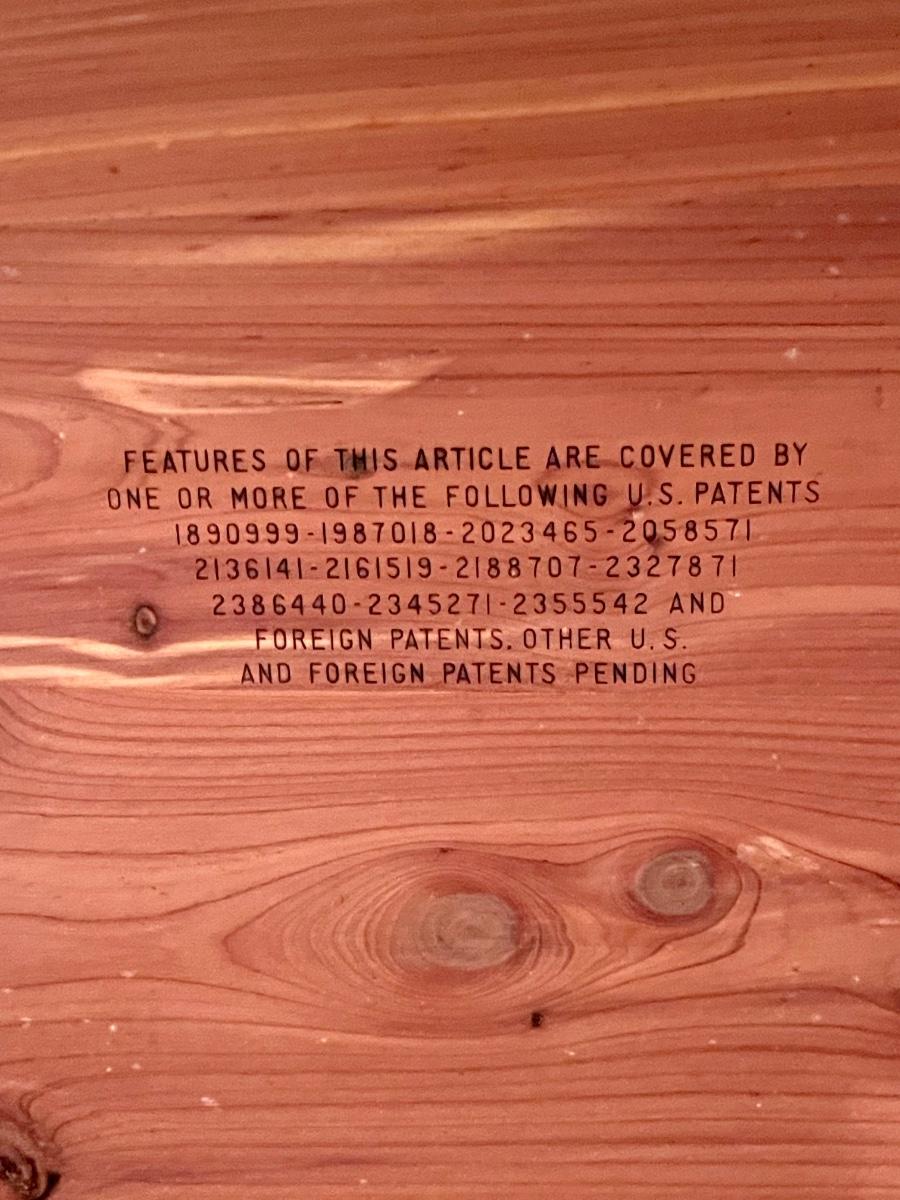 FEATURES OF THIS ARTICLE ARE COVERED BY
ONE OR MORE OF THE FOLLOWING U.S. PATENTS
1890999-1987018-2023465-2058571
2136141-2161519-2188707-2327871
2386440-2345271-2355542 AND
FOREIGN PATENTS. OTHER U.S.
AND FOREIGN PATENTS PENDING